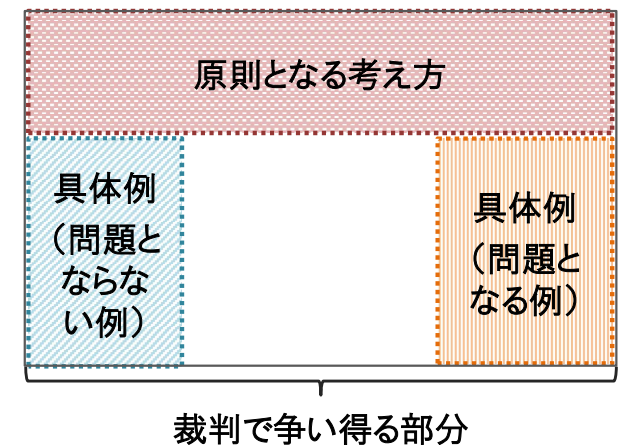 原則となる考え方
具体例
（問題と
ならな
い例）
具体例
（問題と
なる例）
裁判で争い得る部分